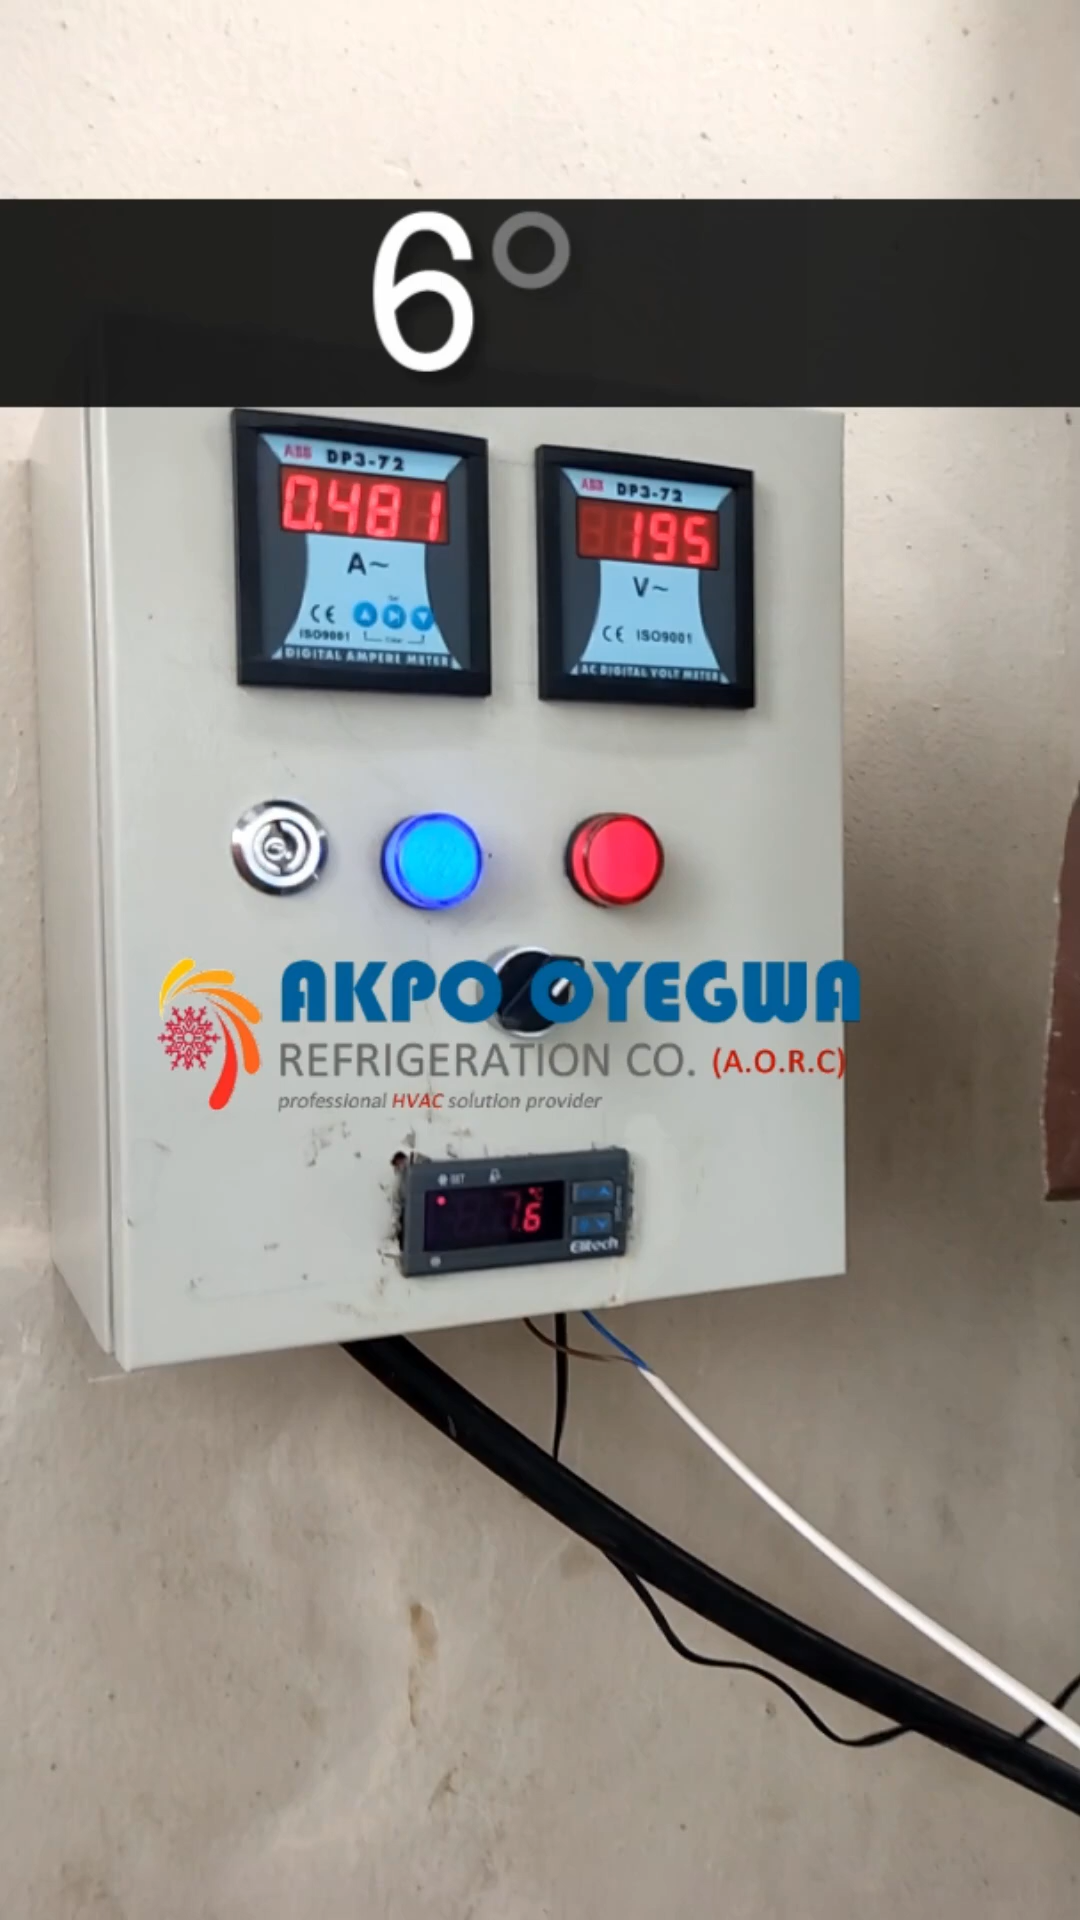 6°
ABB DP3-72
0.481
A~
CE
ISO9001
DIGITAL AMPERE METER
ABB DP3-72
195
V~
CE ISO9001
AC DIGITAL VOLT METER
AKPO OYEGWA
REFRIGERATION CO. (A.O.R.C)
professional HVAC solution provider
SET
°C
Elitech